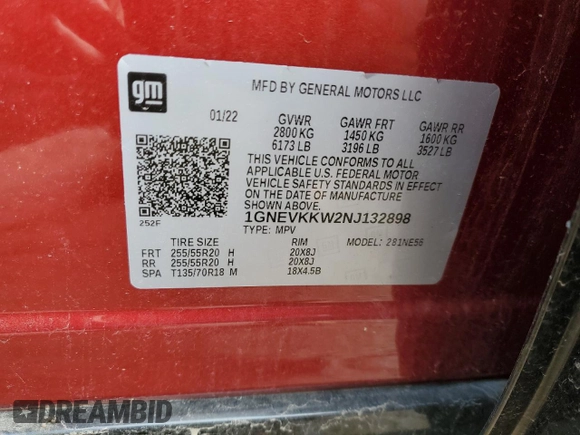 gm
MFD BY GENERAL MOTORS LLC
01/22 GVWR GAWR FRT GAWR RR
2800 KG 1450 KG 1600 KG
6173 LB 3196 LB 3527 LB
THIS VEHICLE CONFORMS TO ALL
APPLICABLE U.S. FEDERAL MOTOR
VEHICLE SAFETY STANDARDS IN EFFECT
ON THE DATE OF MANUFACTURE
SHOWN ABOVE.
252F
1GNEVKKW2NJ132898
TYPE: MPV
TIRE SIZE RIM MODEL: 281NE56
FRT 255/55R20 H 20X8J
RR 255/55R20 H 20X8J
SPA T135/70R18 M 18X4.5B
DREAMBID